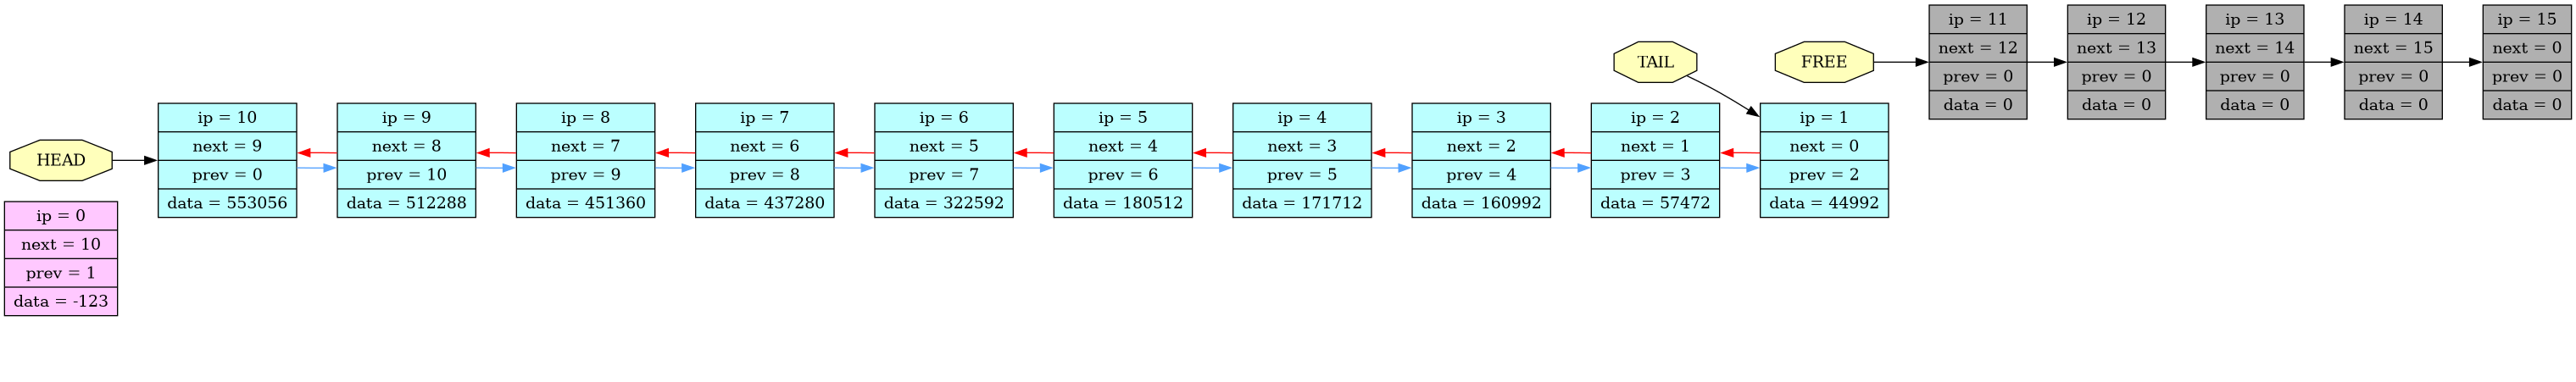 HEAD
ip = 0
next = 10
prev = 1
data = -123
ip = 10
next = 9
prev = 0
data = 553056
ip = 9
next = 8
prev = 10
data = 512288
ip = 8
next = 7
prev = 9
data = 451360
ip = 7
next = 6
prev = 8
data = 437280
ip = 6
next = 5
prev = 7
data = 322592
ip = 5
next = 4
prev = 6
data = 180512
ip = 4
next = 3
prev = 5
data = 171712
ip = 3
next = 2
prev = 4
data = 160992
ip = 2
next = 1
prev = 3
data = 57472
TAIL
ip = 1
next = 0
prev = 2
data = 44992
FREE
ip = 11
next = 12
prev = 0
data = 0
ip = 12
next = 13
prev = 0
data = 0
ip = 13
next = 14
prev = 0
data = 0
ip = 14
next = 15
prev = 0
data = 0
ip = 15
next = 0
prev = 0
data = 0